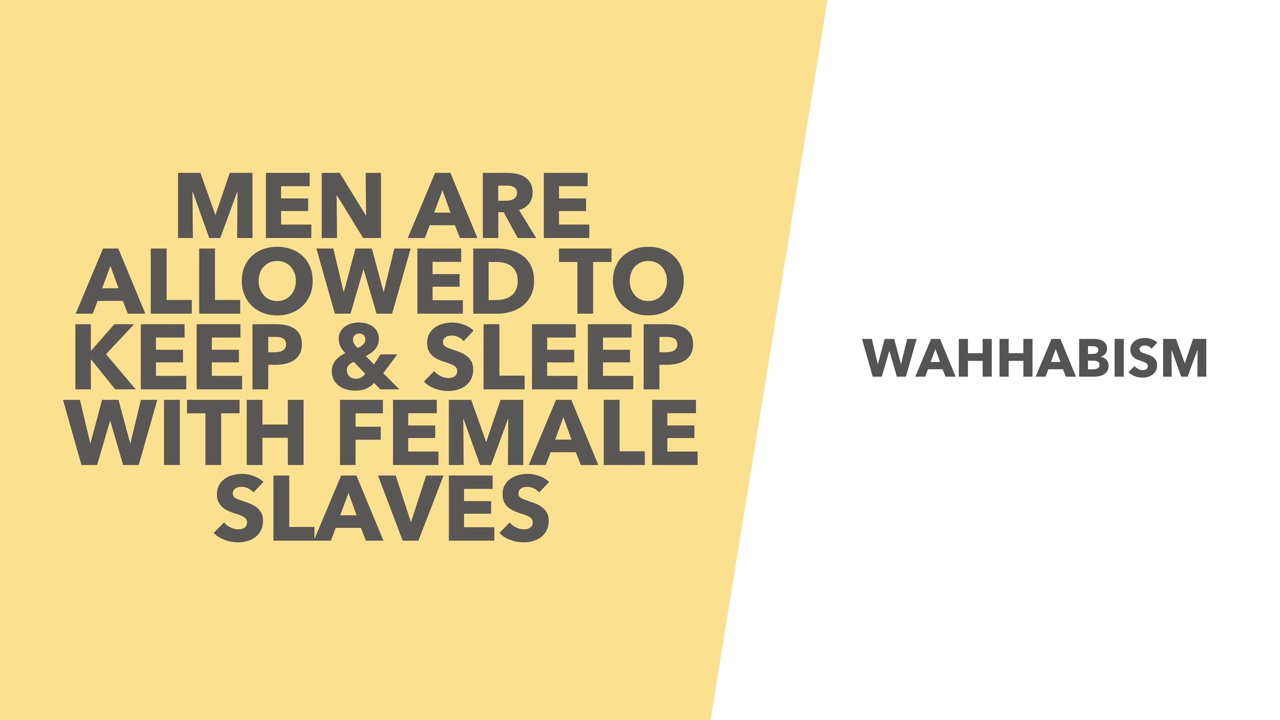 MEN ARE
ALLOWED TO
KEEP & SLEEP
WITH FEMALE
SLAVES
WAHHABISM